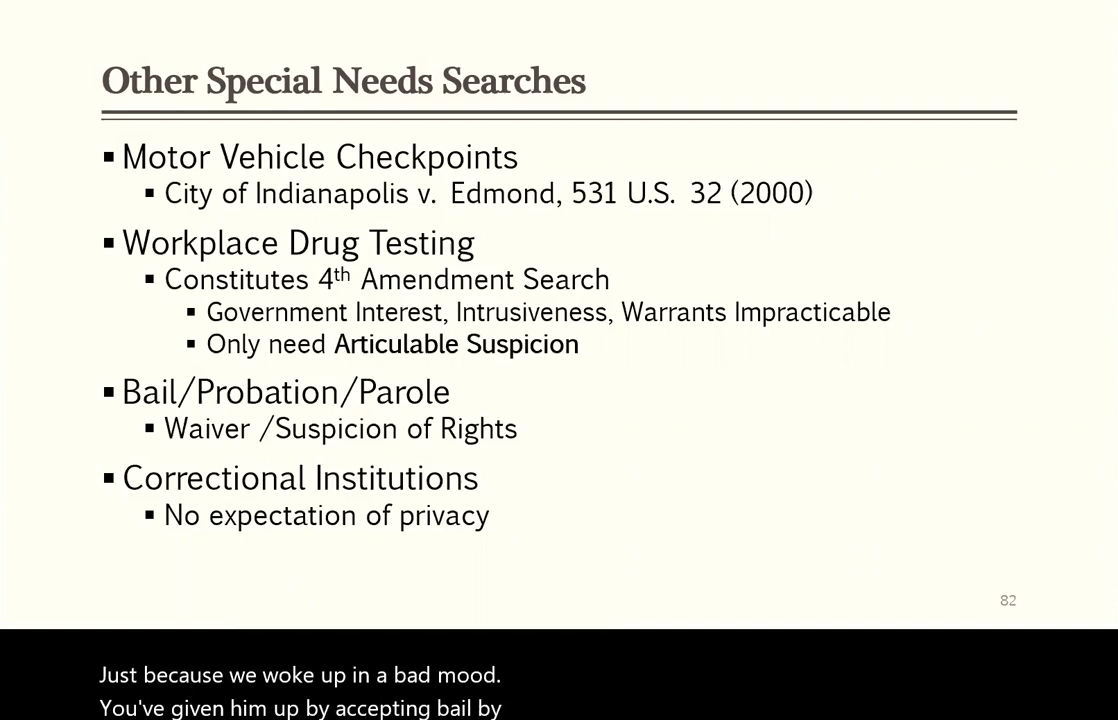 Other Special Needs Searches
▪ Motor Vehicle Checkpoints
▪ City of Indianapolis v. Edmond, 531 U.S. 32 (2000)
▪ Workplace Drug Testing
▪ Constitutes 4th Amendment Search
▪ Government Interest, Intrusiveness, Warrants Impracticable
▪ Only need Articulable Suspicion
▪ Bail/Probation/Parole
▪ Waiver /Suspicion of Rights
▪ Correctional Institutions
▪ No expectation of privacy
82
Just because we woke up in a bad mood.
You've given him up by accepting bail by